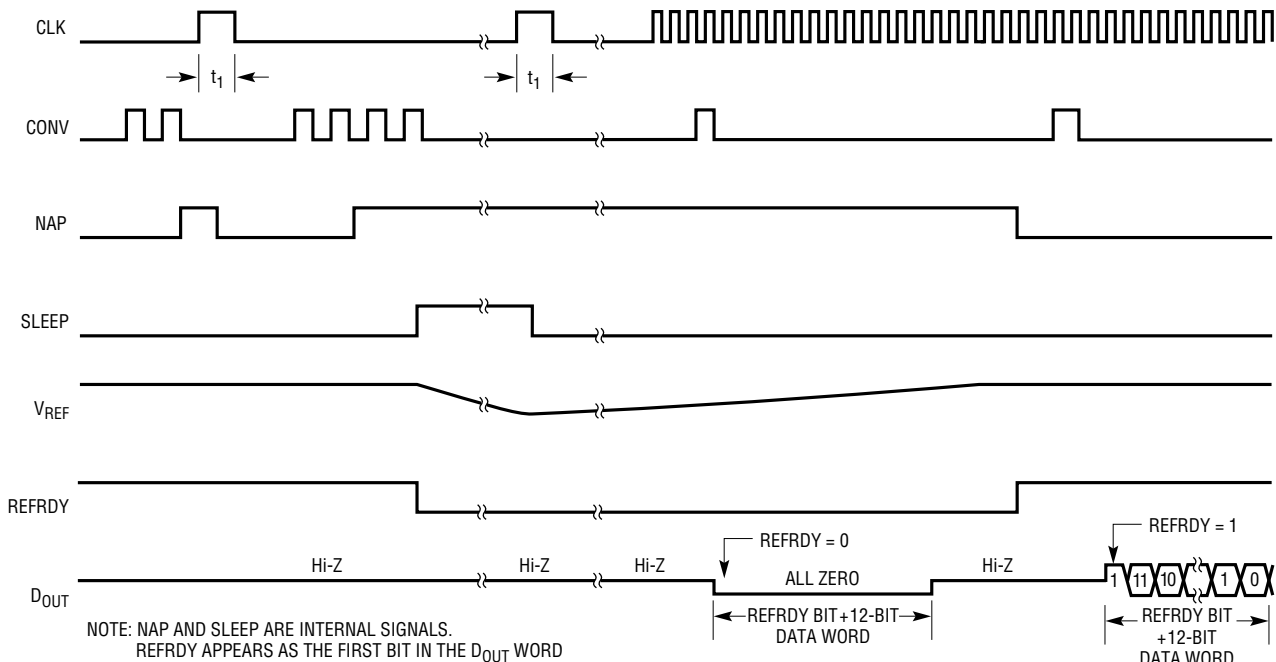 CLK
t1
t1
CONV
NAP
SLEEP
VREF
REFRDY
REFRDY = 0
REFRDY = 1
Hi-Z
Hi-Z
Hi-Z
ALL ZERO
Hi-Z
1
11
10
1
0
DOUT
REFRDY BIT +12-BIT
DATA WORD
REFRDY BIT
+12-BIT
DATA WORD
NOTE: NAP AND SLEEP ARE INTERNAL SIGNALS.
REFRDY APPEARS AS THE FIRST BIT IN THE DOUT WORD